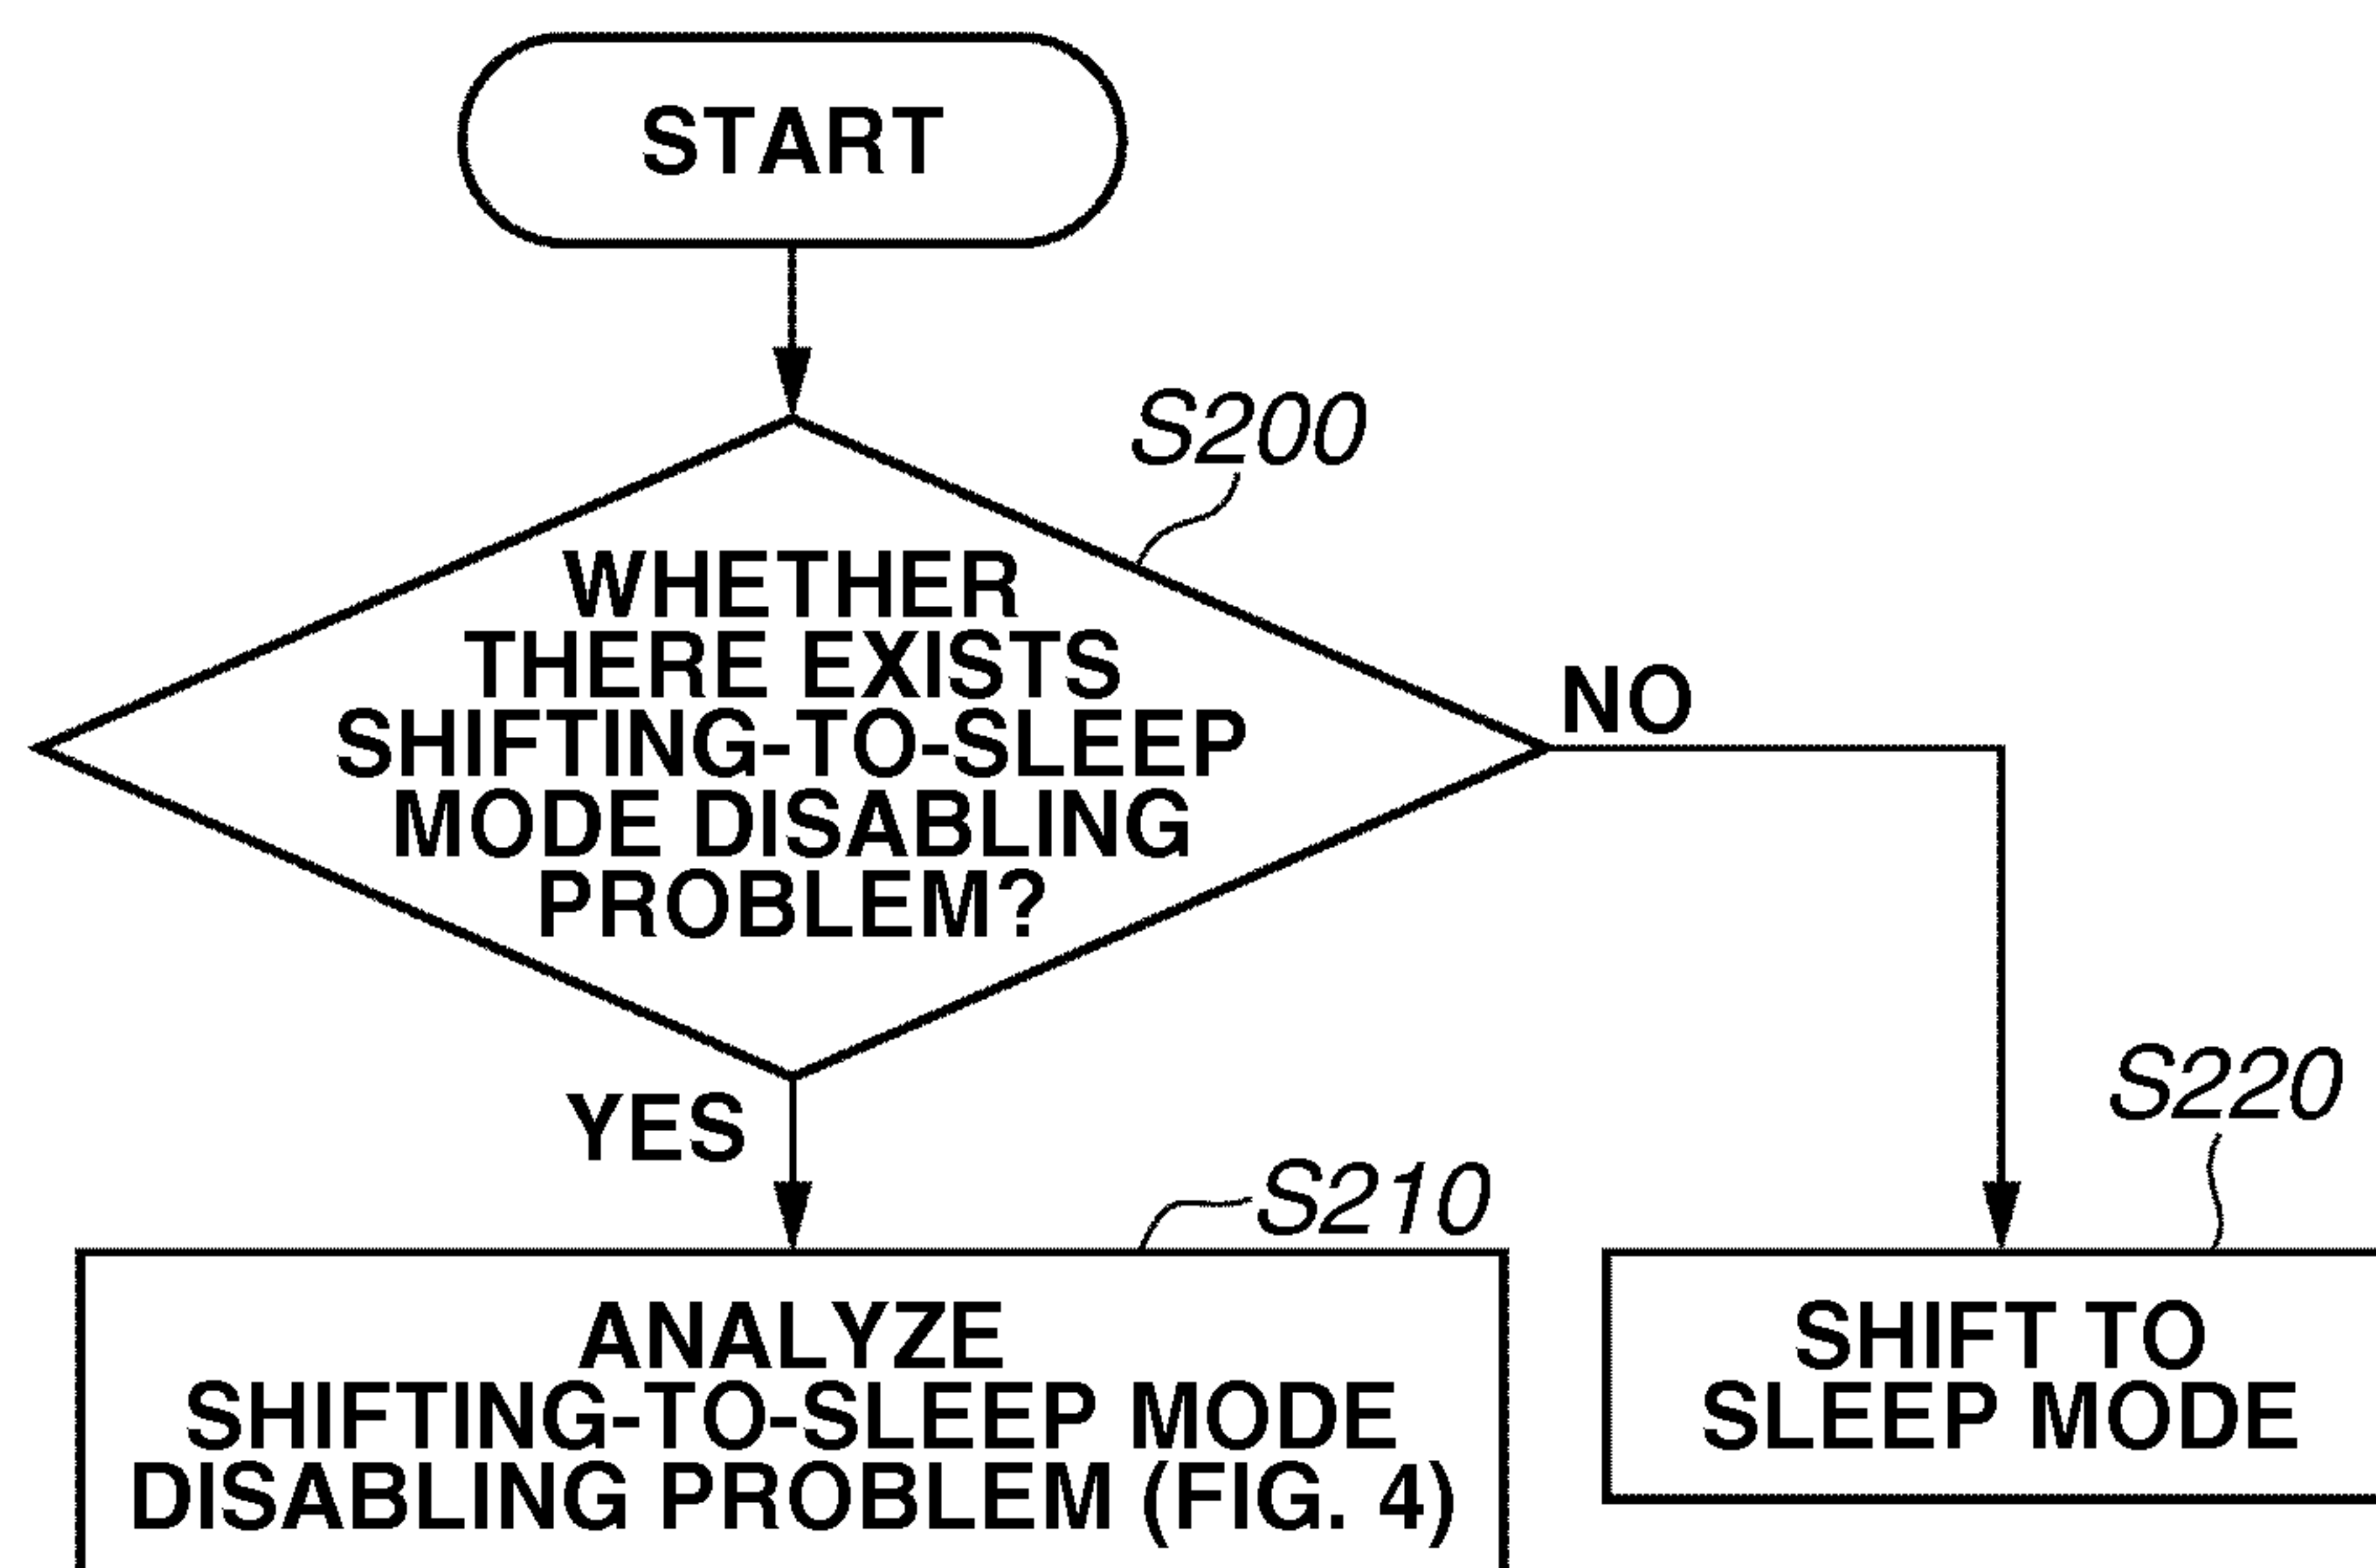 START
S200
WHETHER
THERE EXISTS
SHIFTING-TO-SLEEP
MODE DISABLING
PROBLEM?
NO
YES
S210
S220
ANALYZE
SHIFTING-TO-SLEEP MODE
DISABLING PROBLEM (FIG. 4)
SHIFT TO
SLEEP MODE